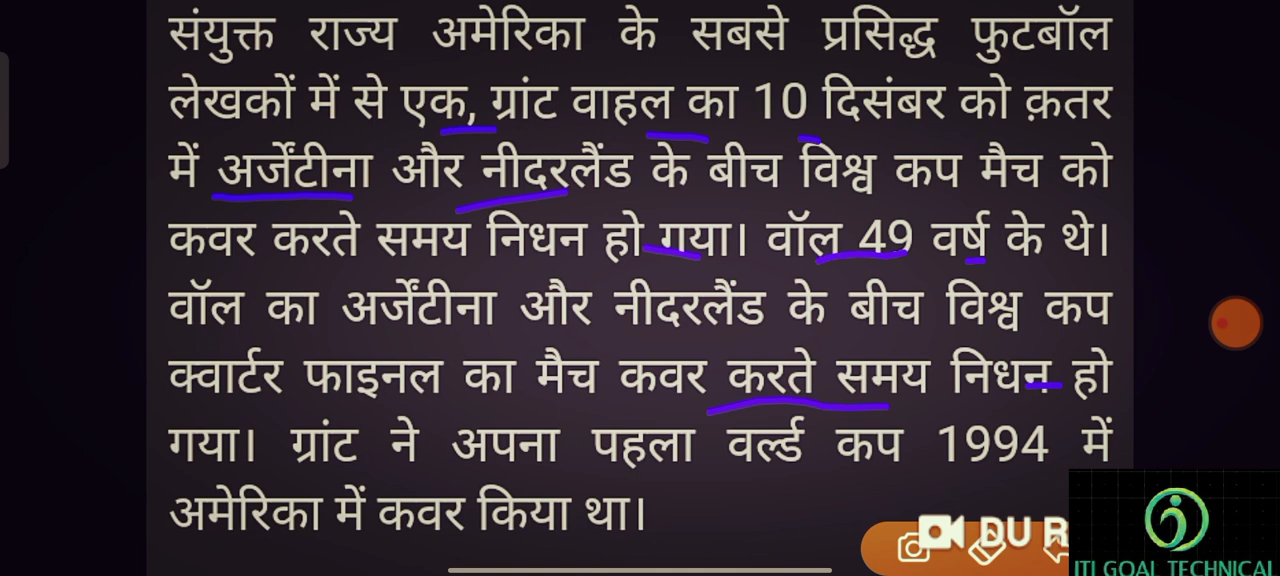 संयुक्त राज्य अमेरिका के सबसे प्रसिद्ध फुटबॉल
लेखकों में से एक, ग्रांट वाहल का 10 दिसंबर को क़तर
में अर्जेंटीना और नीदरलैंड के बीच विश्व कप मैच को
कवर करते समय निधन हो गया। वॉल 49 वर्ष के थे।
वॉल का अर्जेंटीना और नीदरलैंड के बीच विश्व कप
क्वार्टर फाइनल का मैच कवर करते समय निधन हो
गया। ग्रांट ने अपना पहला वर्ल्ड कप 1994 में
अमेरिका में कवर किया था।
DU R
ITI GOAL TECHNICAL